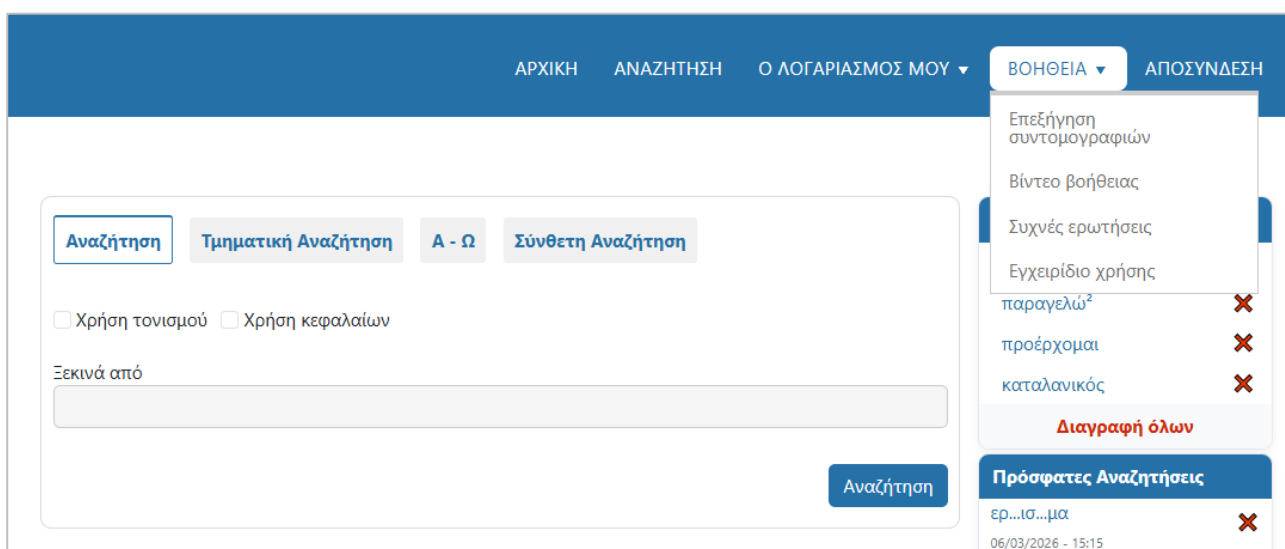 ΑΡΧΙΚΗ ΑΝΑΖΗΤΗΣΗ Ο ΛΟΓΑΡΙΑΣΜΟΣ ΜΟΥ ΒΟΗΘΕΙΑ ΑΠΟΣΥΝΔΕΣΗ
Επεξήγηση
συντομογραφιών
Βίντεο βοήθειας
Συχνές ερωτήσεις
Εγχειρίδιο χρήσης
Αναζήτηση Τμηματική Αναζήτηση Α - Ω Σύνθετη Αναζήτηση
Χρήση τονισμού Χρήση κεφαλαίων
Ξεκινά από
Αναζήτηση
παραγελώ²
προέρχομαι
καταλανικός
Διαγραφή όλων
Πρόσφατες Αναζητήσεις
ερ...ισ...μα
06/03/2026 - 15:15